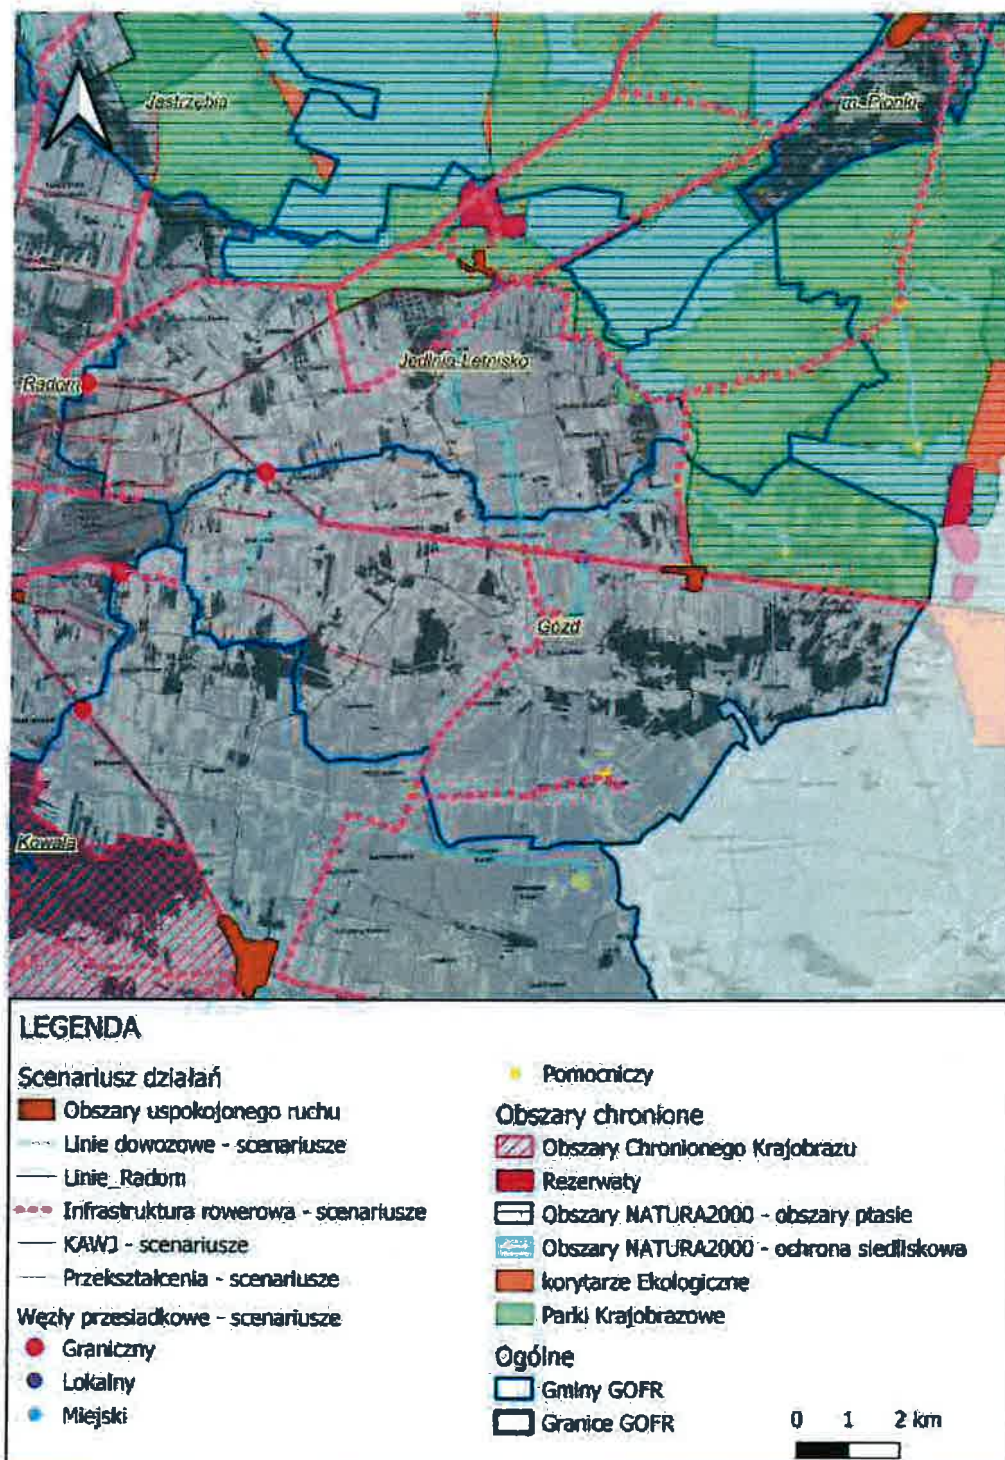 Jastrzębia
m. Pionki
Jedlnia-Letnisko
Radom
Gózd
Kowala
LEGENDA
Scenariusz działań
Obszary uspokojonego ruchu
Linie dowozowe - scenariusze
Linie_Radom
Infrastruktura rowerowa - scenariusze
KAWJ - scenariusze
Przekształcenia - scenariusze
Węzły przesiadkowe - scenariusze
Graniczny
Lokalny
Miejski
Pomocniczy
Obszary chronione
Obszary Chronionego Krajobrazu
Rezerwaty
Obszary NATURA2000 - obszary ptasie
Obszary NATURA2000 - ochrona siedliskowa
korytarze Ekologiczne
Parki Krajobrazowe
Ogólne
Gminy GOFR
Granice GOFR
0 1 2 km